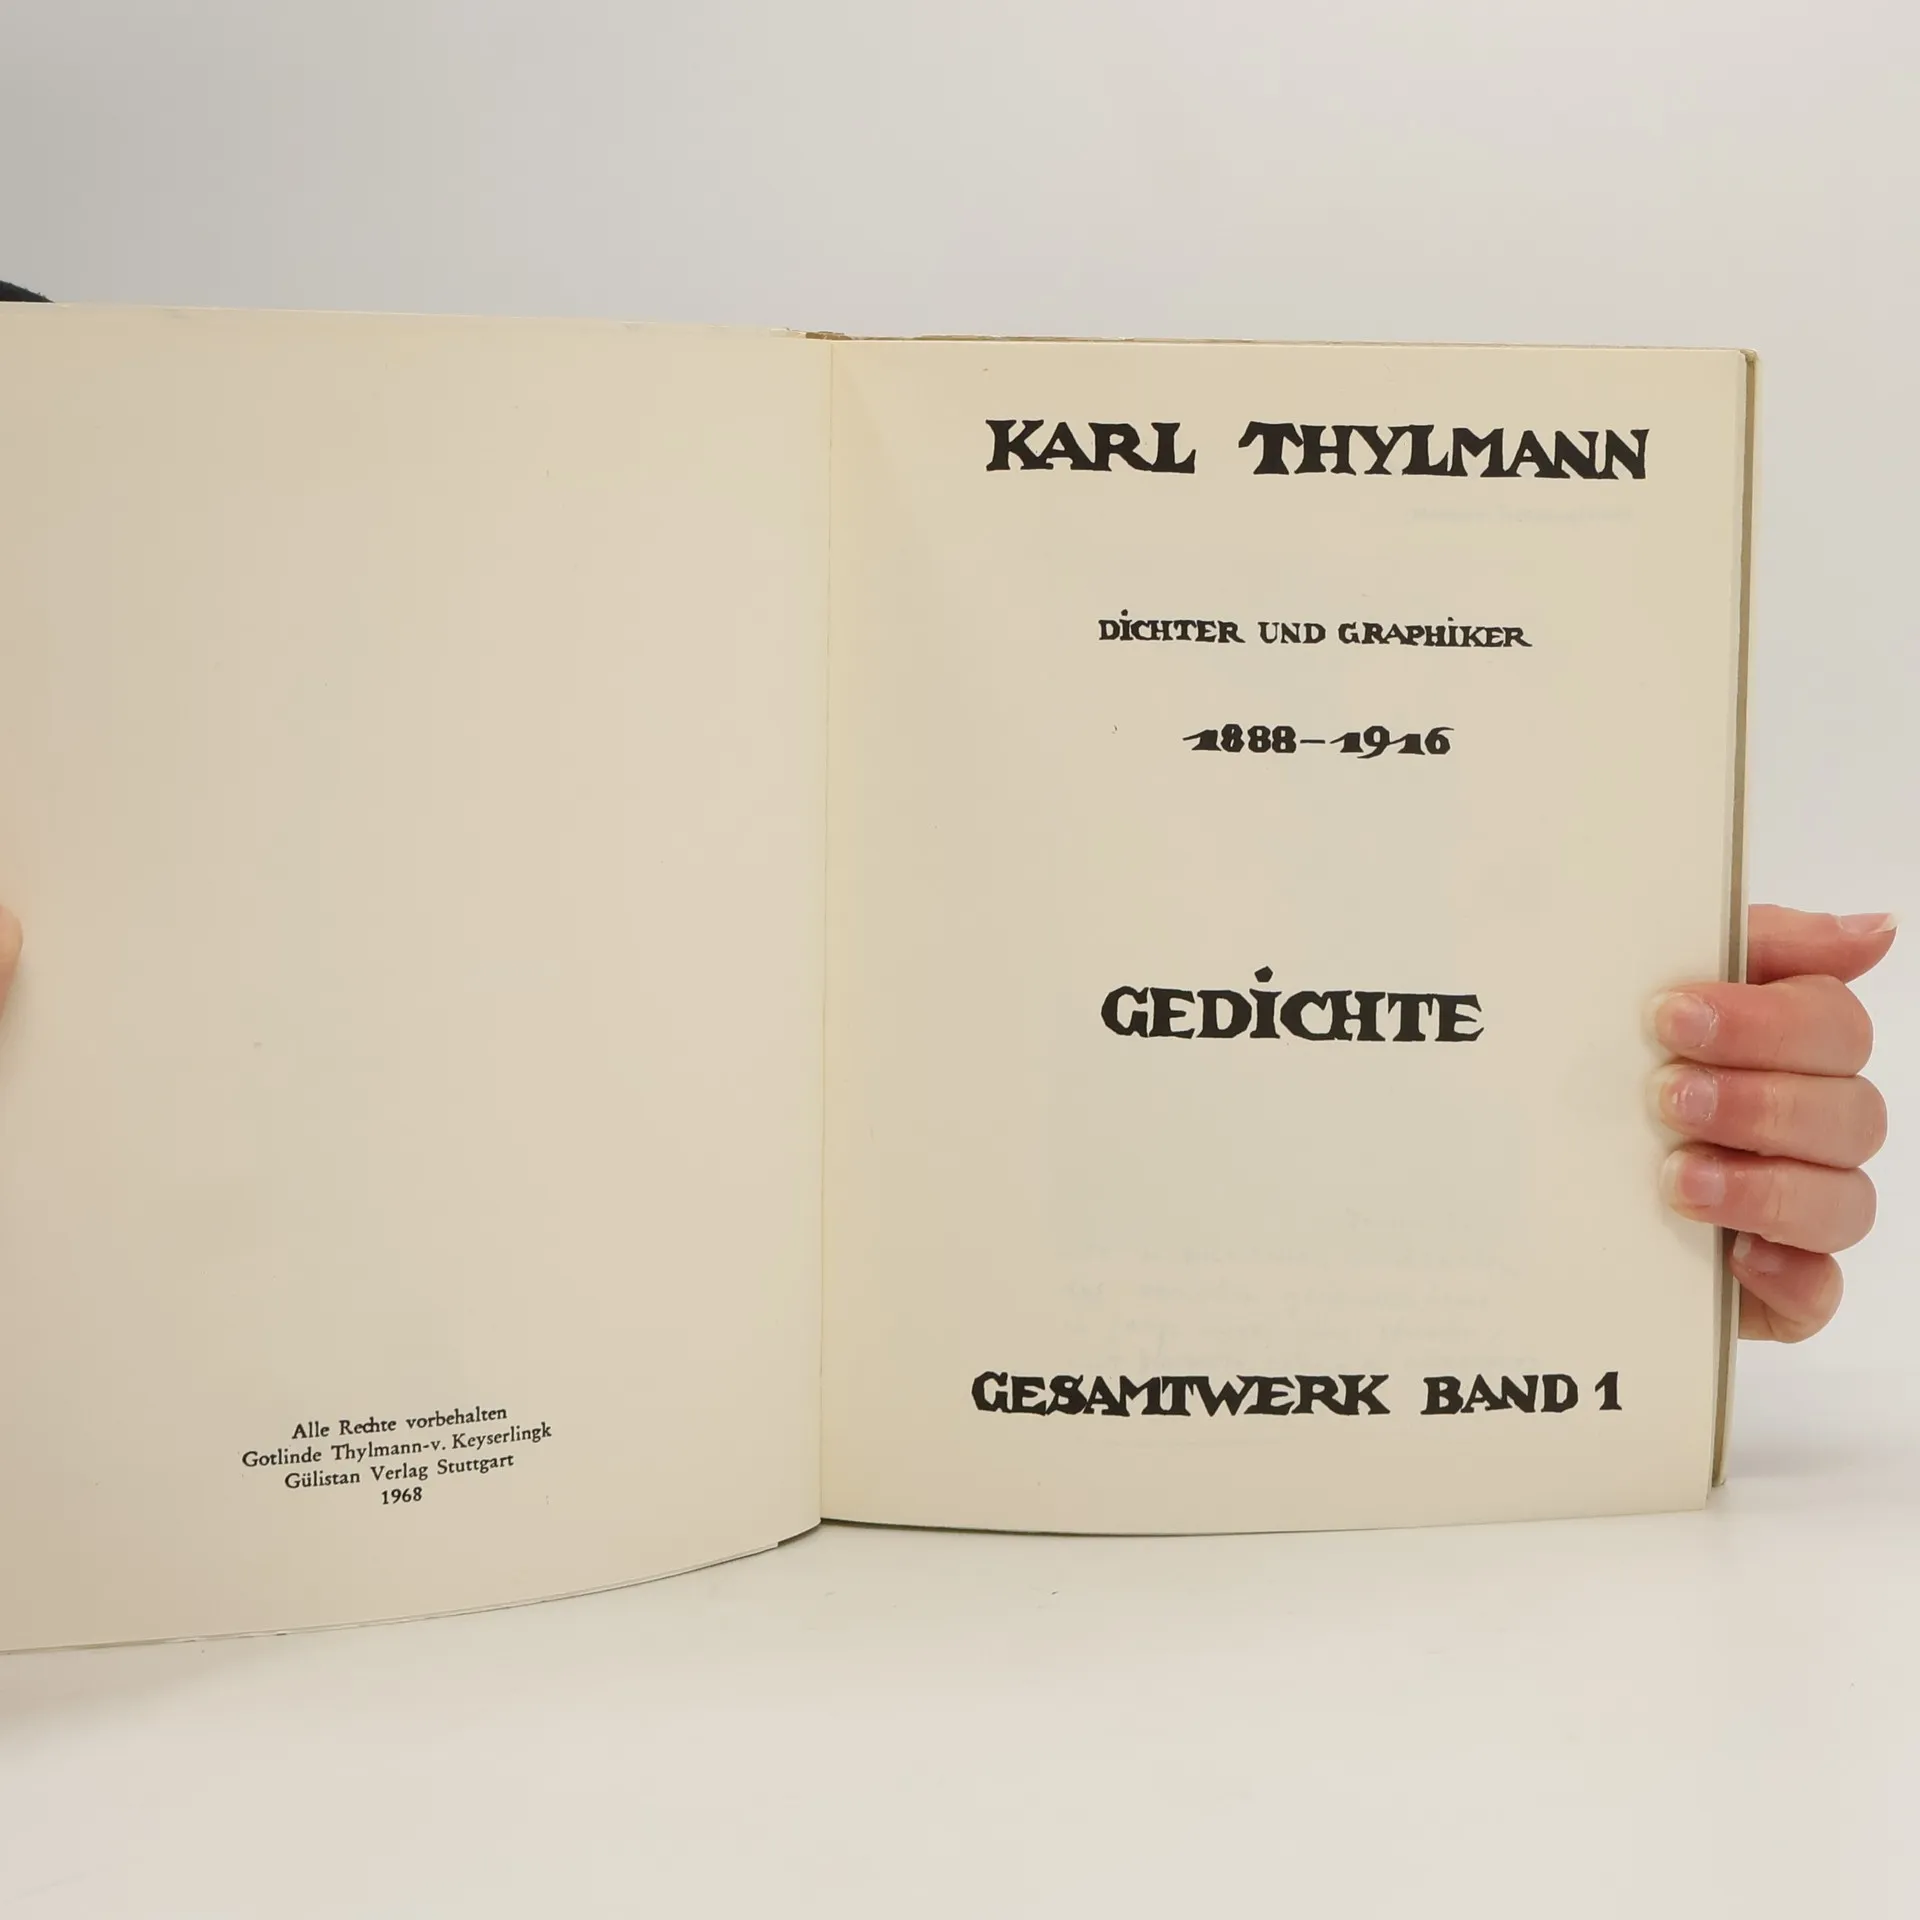 Alle Rechte vorbehalten
Gotlinde Thylmann-v. Keyserlingk
Gülistan Verlag Stuttgart
1968
KARL THYLMANN
DiCHTER UND GRAPHiKER
1888–1916
GEDiCHTE
GESAMTWERK BAND 1